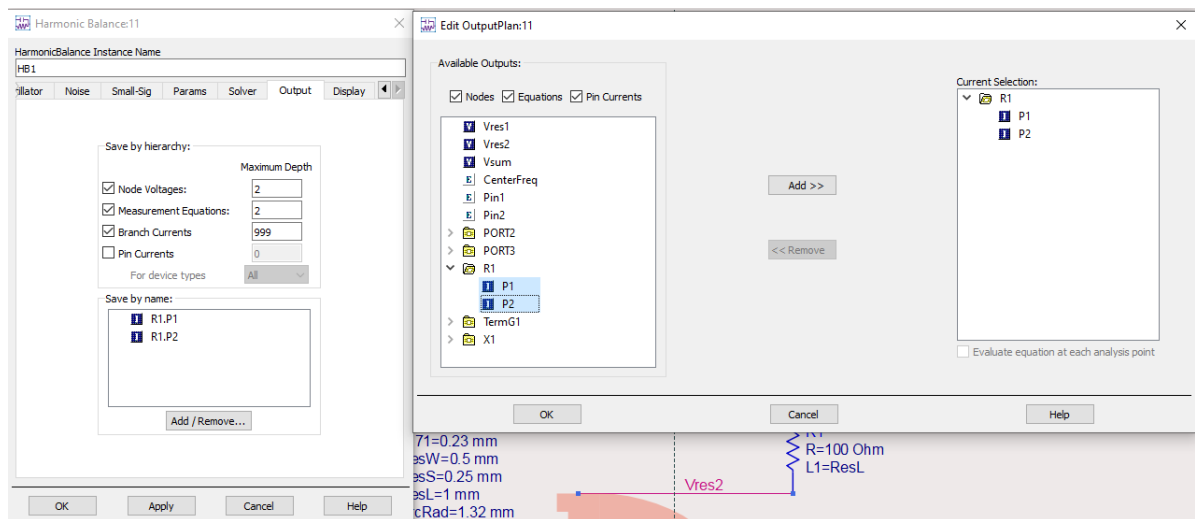 Harmonic Balance:11
HarmonicBalance Instance Name
HB1
illator Noise Small-Sig Params Solver Output Display
Save by hierarchy:
Maximum Depth
Node Voltages: 2
Measurement Equations: 2
Branch Currents 999
Pin Currents 0
For device types All
Save by name:
R1.P1
R1.P2
Add / Remove...
OK Apply Cancel Help
Edit OutputPlan:11
Available Outputs:
Nodes Equations Pin Currents
Vres1
Vres2
Vsum
CenterFreq
Pin1
Pin2
PORT2
PORT3
R1
P1
P2
TermG1
X1
Add >>
<< Remove
Current Selection:
R1
P1
P2
Evaluate equation at each analysis point
OK Cancel Help
71=0.23 mm
esW=0.5 mm
esS=0.25 mm
esL=1 mm
cRad=1.32 mm
R1
R=100 Ohm
L1=ResL
Vres2